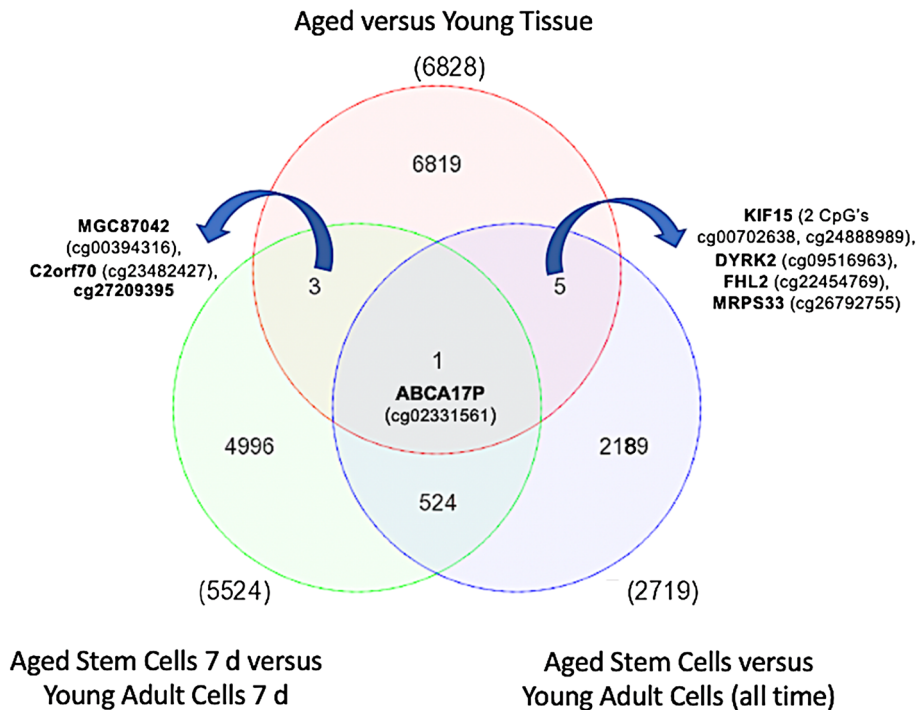 Aged versus Young Tissue
(6828)
6819
MGC87042
(cg00394316),
C2orf70 (cg23482427),
cg27209395
KIF15 (2 CpG's
cg00702638, cg24888989),
DYRK2 (cg09516963),
FHL2 (cg22454769),
MRPS33 (cg26792755)
3
5
1
ABCA17P
(cg02331561)
4996
2189
524
(5524)
(2719)
Aged Stem Cells 7 d versus
Young Adult Cells 7 d
Aged Stem Cells versus
Young Adult Cells (all time)